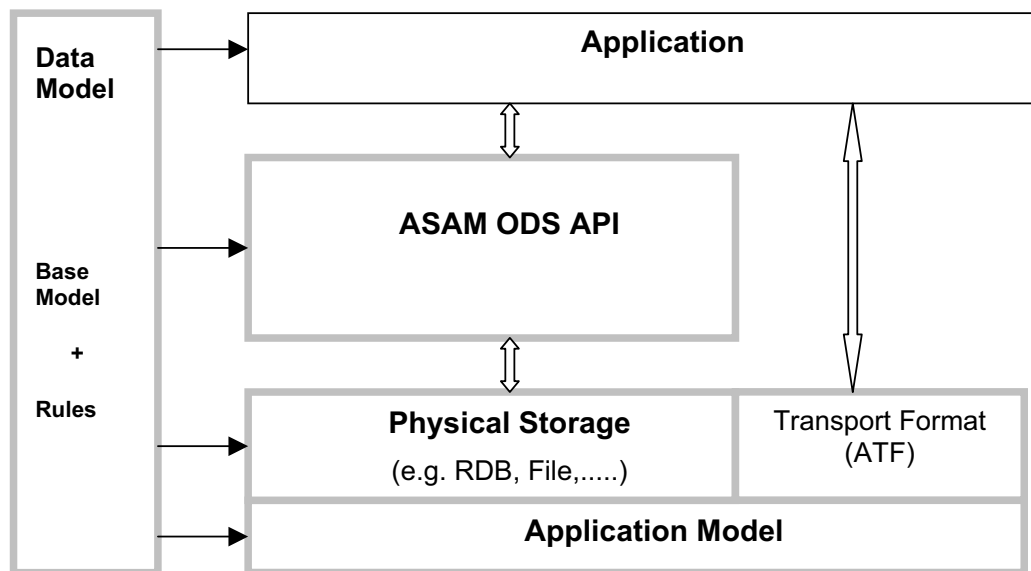 Data
Model
Base
Model
+
Rules
Application
ASAM ODS API
Physical Storage
(e.g. RDB, File,.....)
Transport Format
(ATF)
Application Model